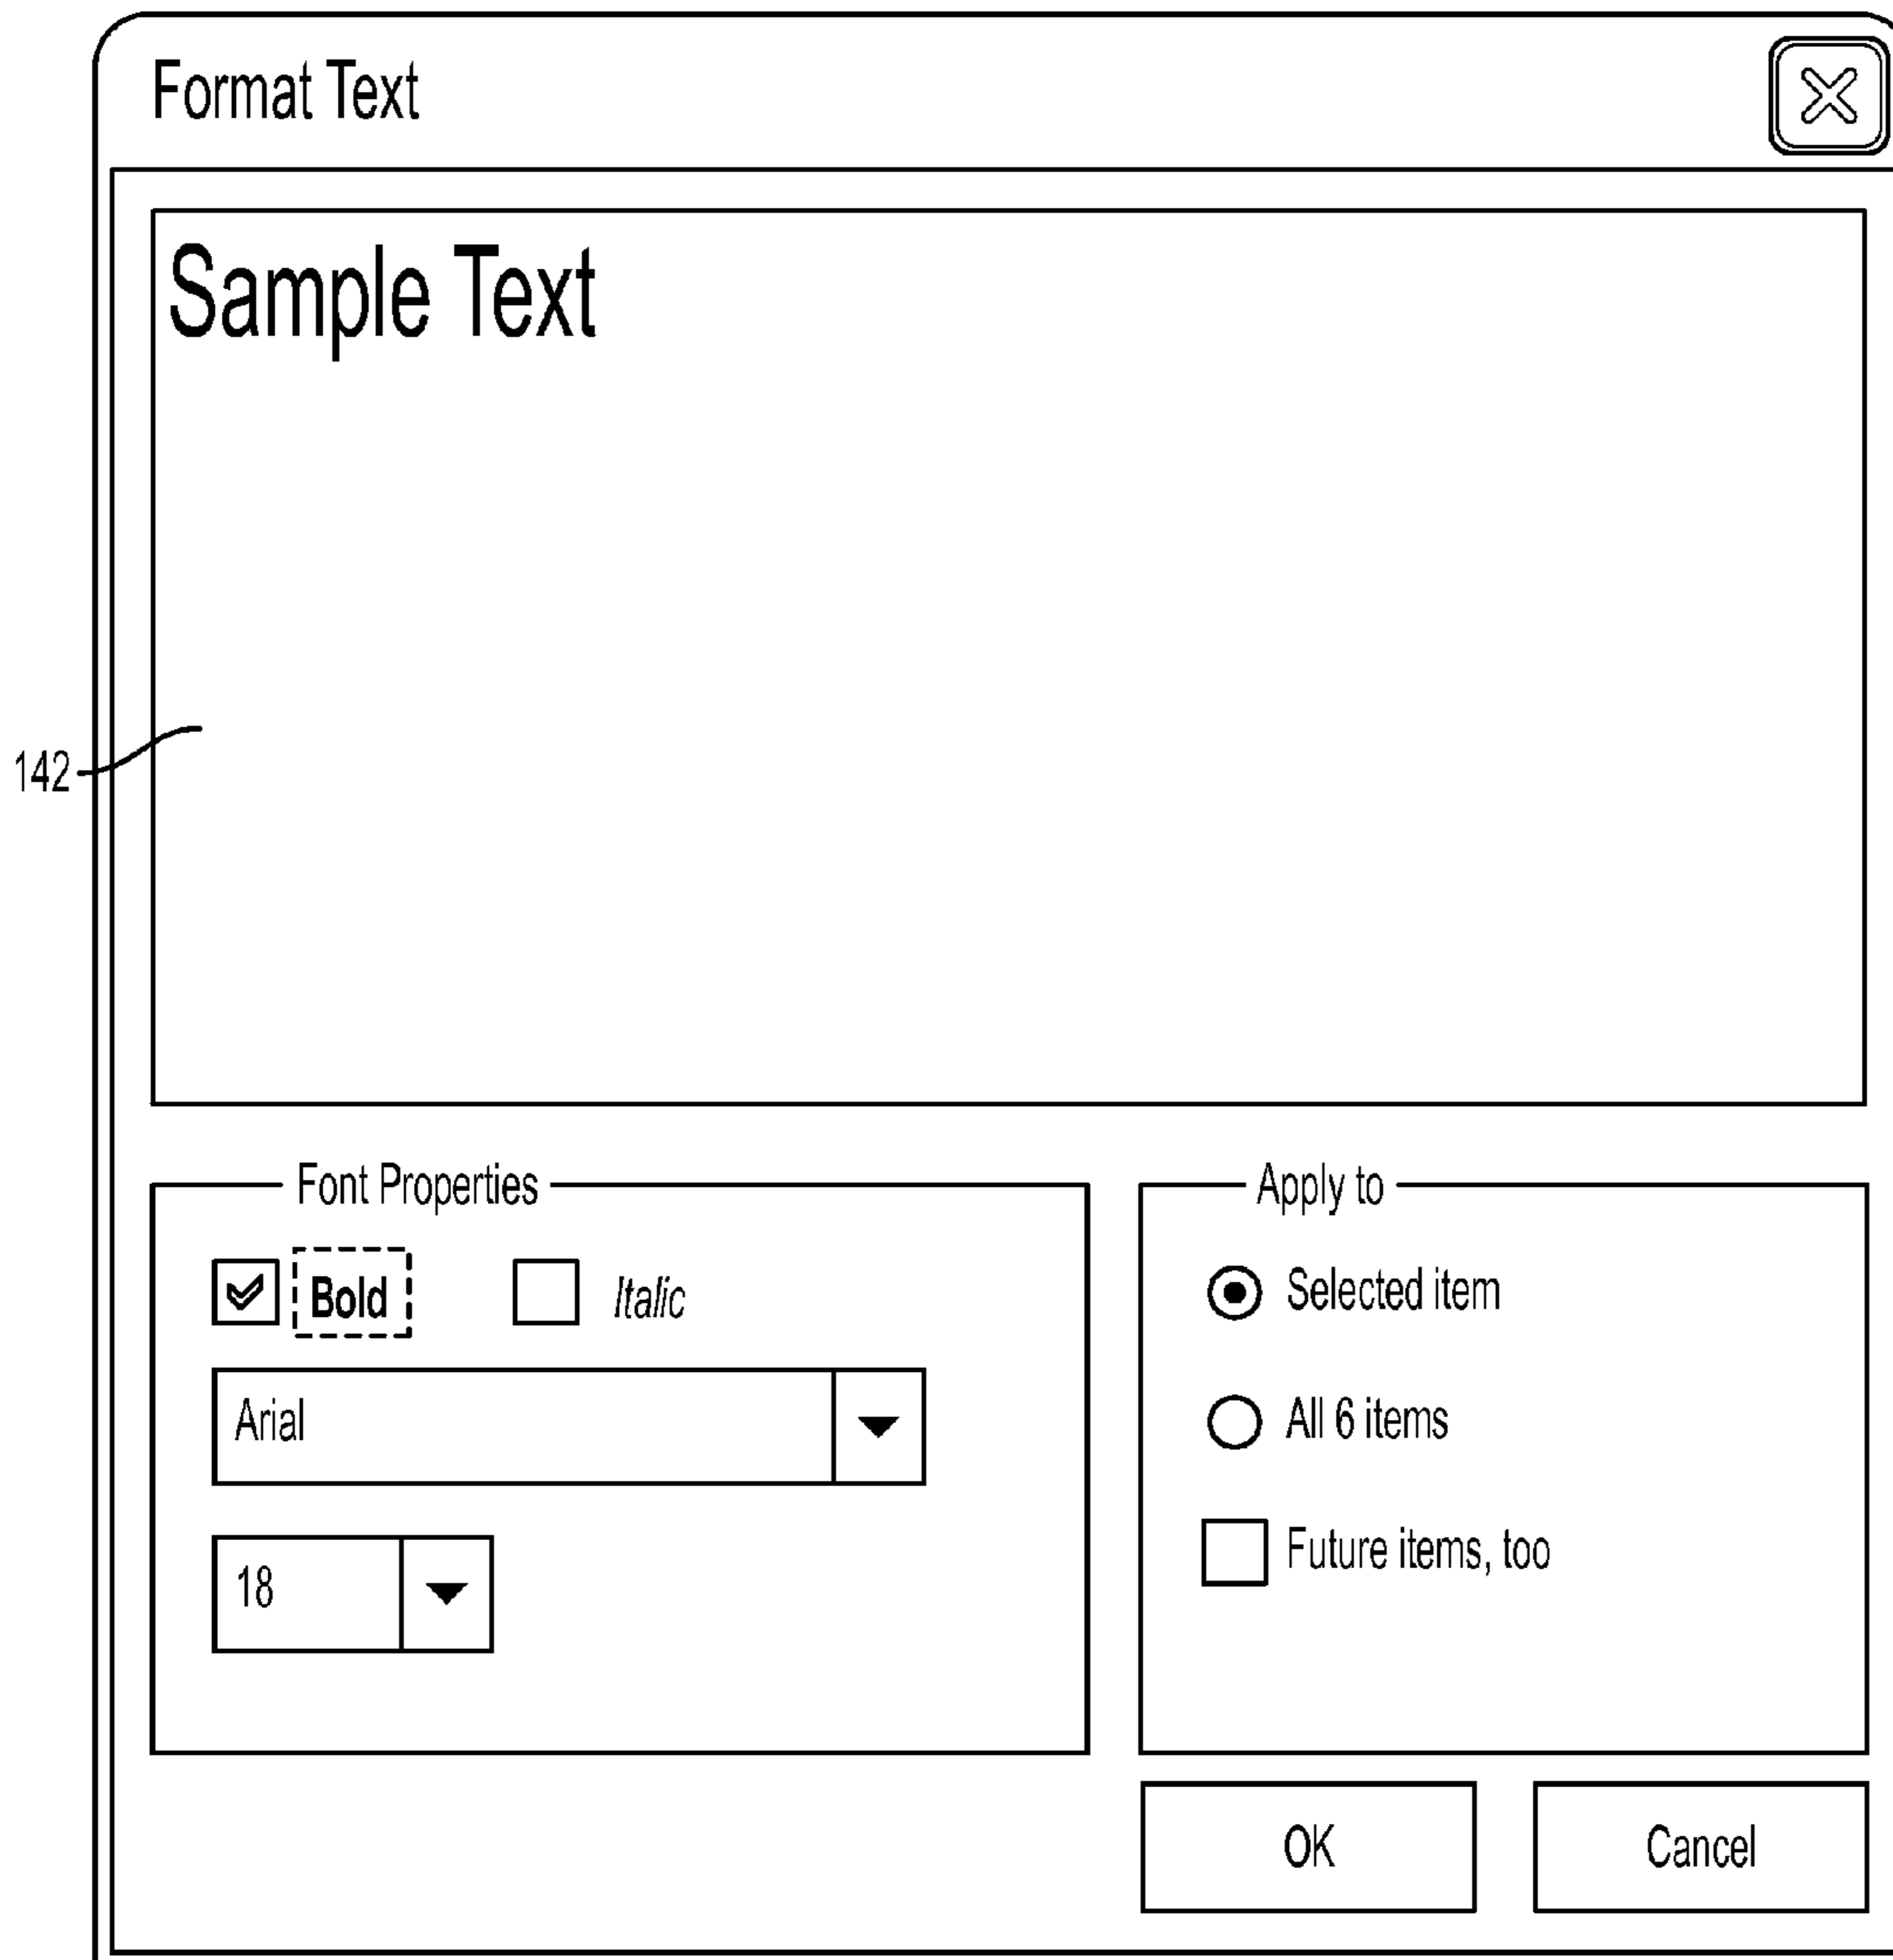 Format Text
Sample Text
142
Font Properties
Bold Italic
Arial
18
Apply to
Selected item
All 6 items
Future items, too
OK Cancel